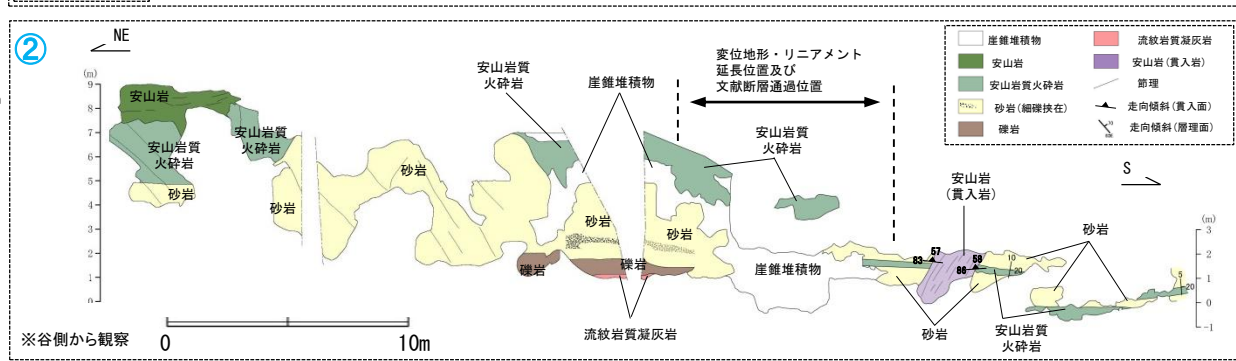 ②
NE
(m)
9
8
7
6
5
4
3
2
1
0
安山岩
安山岩質
火砕岩
安山岩質
火砕岩
砂岩
砂岩
砂岩
安山岩質
火砕岩
崖錐堆積物
変位地形・リニアメント
延長位置及び
文献断層通過位置
安山岩質
火砕岩
砂岩
砂岩
礫岩
礫岩
流紋岩質凝灰岩
崖錐堆積物
安山岩
(貫入岩)
砂岩
57
83
58
86
10
20
5
20
砂岩
安山岩質
火砕岩
S
(m)
3
2
1
0
-1
崖錐堆積物
安山岩
安山岩質火砕岩
砂岩(細礫挟在)
礫岩
流紋岩質凝灰岩
安山岩(貫入岩)
節理
走向傾斜(貫入面)
走向傾斜(層理面)
※谷側から観察
0
10m